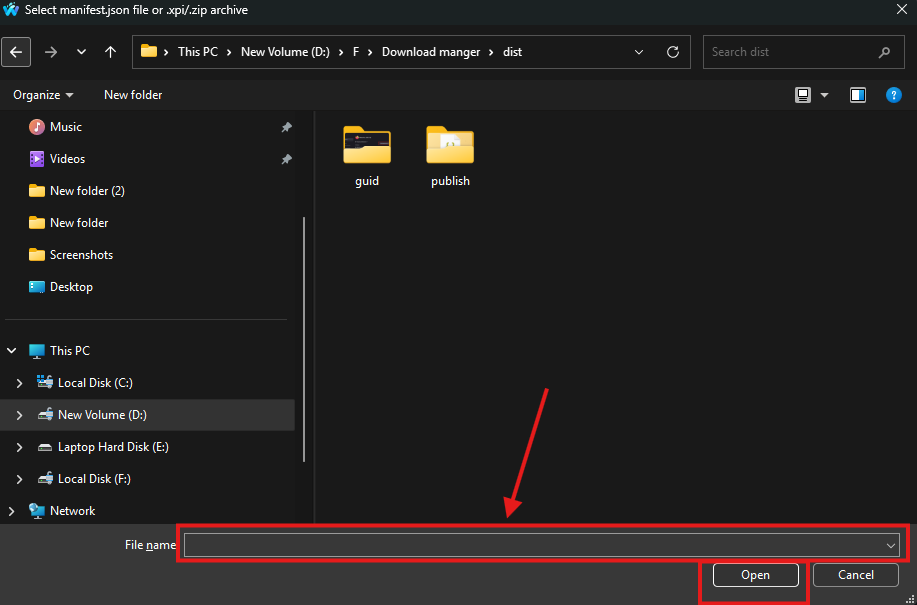 Select manifest.json file or .xpi/.zip archive
This PC > New Volume (D:) > F > Download manger > dist
Search dist
Organize
New folder
Music
Videos
New folder (2)
New folder
Screenshots
Desktop
This PC
Local Disk (C:)
New Volume (D:)
Laptop Hard Disk (E:)
Local Disk (F:)
Network
guid
publish
File name
Open
Cancel